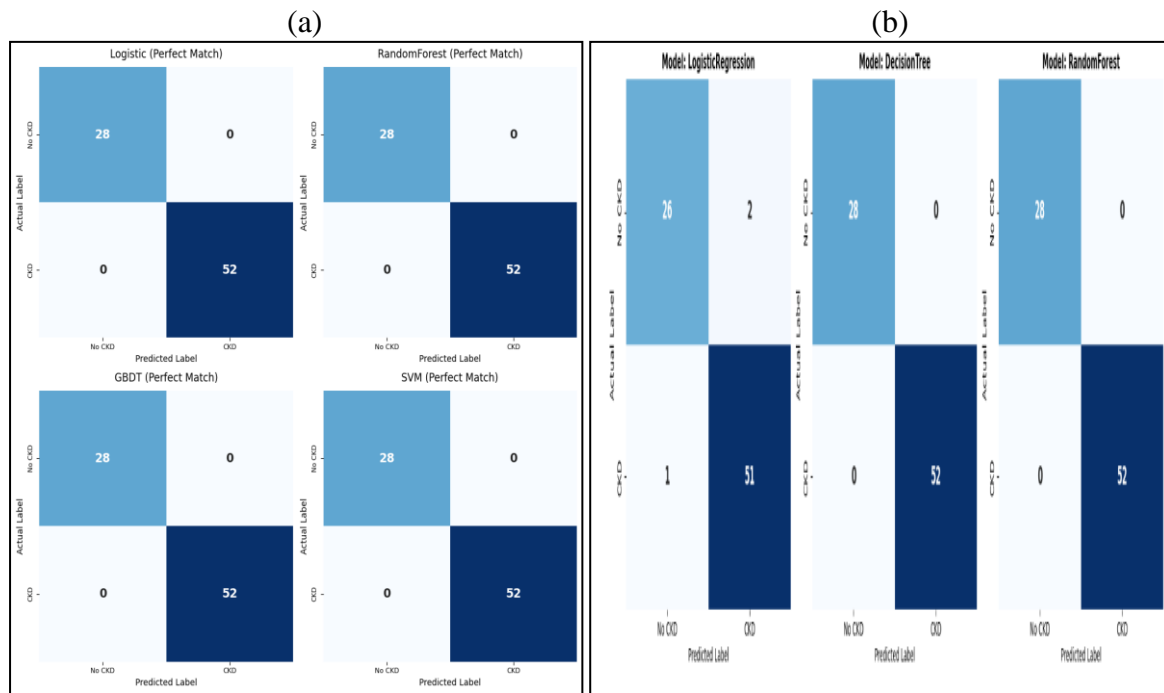 (a)
Logistic (Perfect Match)
RandomForest (Perfect Match)
Actual Label
No CKD
28
0
CKD
0
52
No CKD
CKD
Predicted Label
Actual Label
No CKD
28
0
CKD
0
52
No CKD
CKD
Predicted Label
GBDT (Perfect Match)
SVM (Perfect Match)
Actual Label
No CKD
28
0
CKD
0
52
No CKD
CKD
Predicted Label
Actual Label
No CKD
28
0
CKD
0
52
No CKD
CKD
Predicted Label
(b)
Model: LogisticRegression
Actual Label
No CKD
26
2
CKD
1
51
No CKD
CKD
Predicted Label
Model: DecisionTree
Actual Label
No CKD
28
0
CKD
0
52
No CKD
CKD
Predicted Label
Model: RandomForest
Actual Label
No CKD
28
0
CKD
0
52
No CKD
CKD
Predicted Label